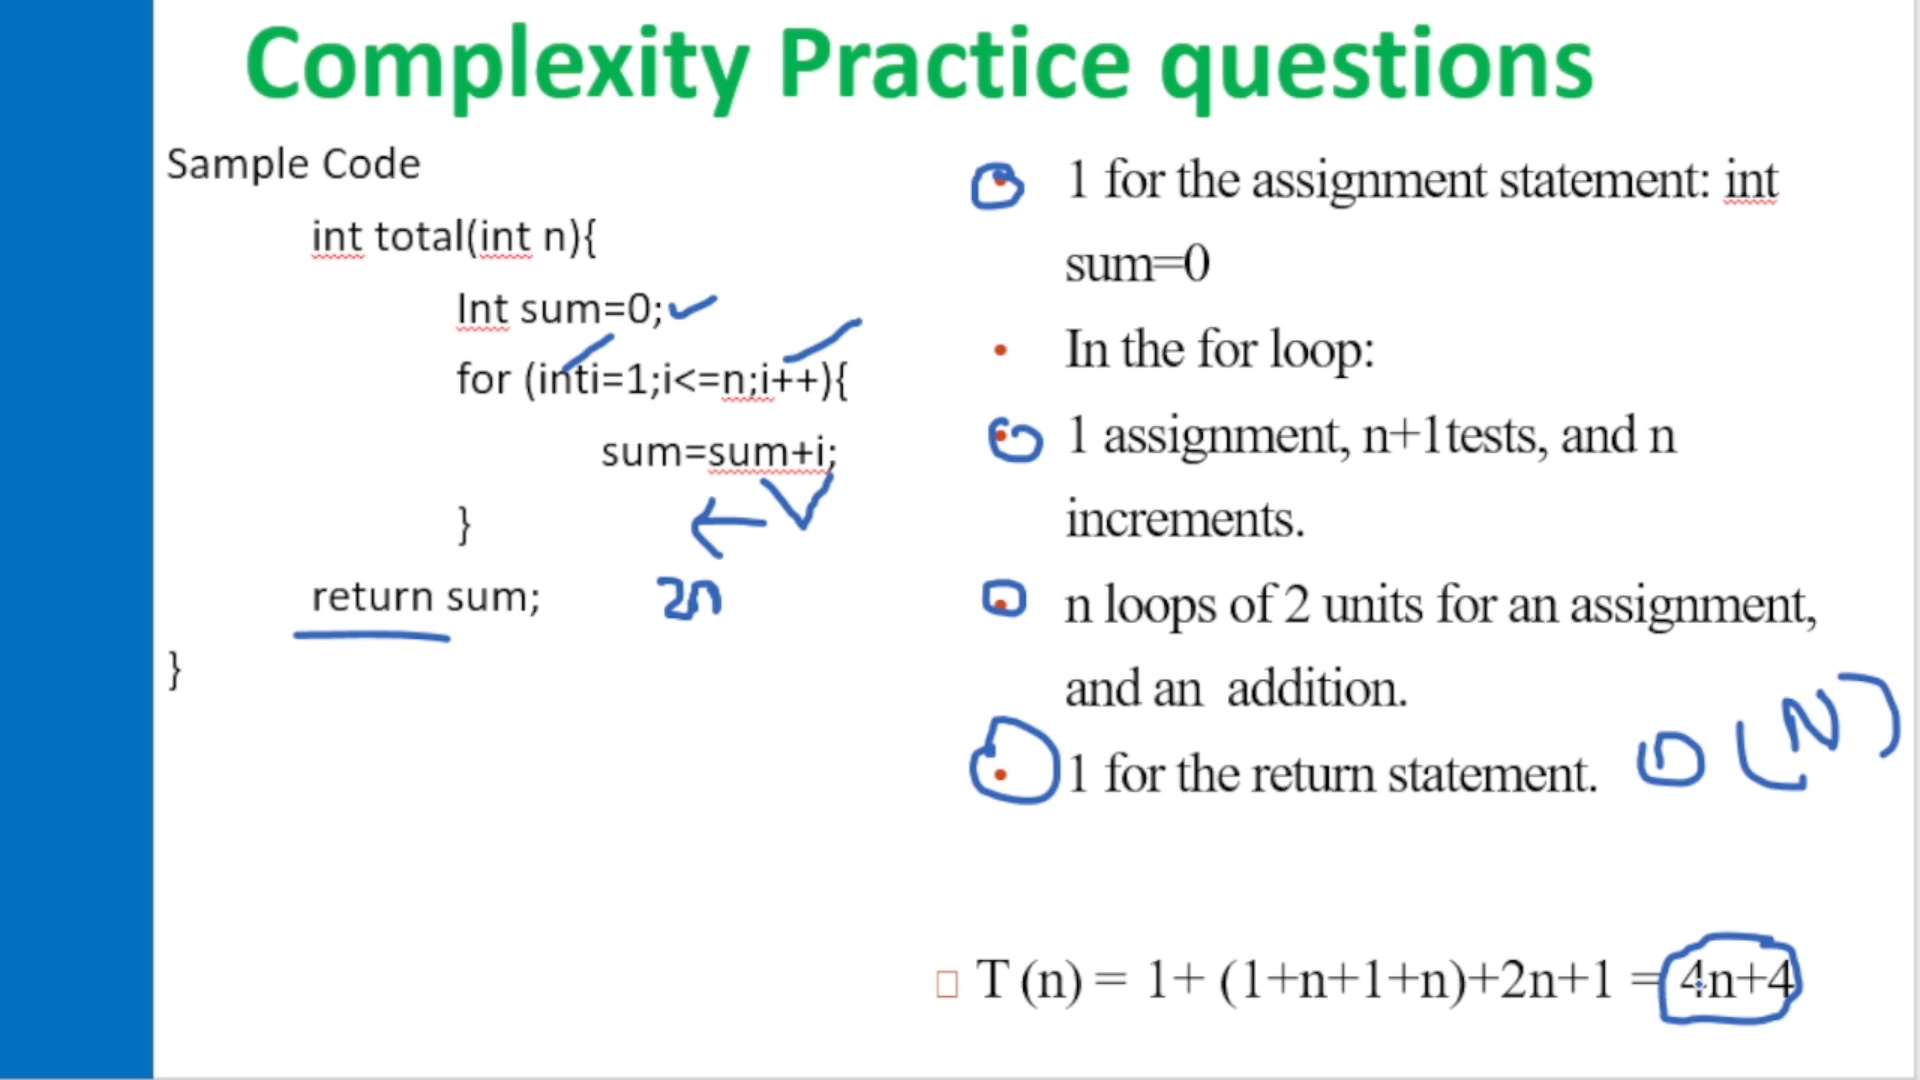 Complexity Practice questions
Sample Code
int total(int n){
Int sum=0;
for (inti=1;i<=n;i++){
sum=sum+i;
}
return sum;
2n
}
1 for the assignment statement: int
sum=0
In the for loop:
1 assignment, n+1tests, and n
increments.
n loops of 2 units for an assignment,
and an addition.
1 for the return statement.
O(N)
T (n) = 1+ (1+n+1+n)+2n+1 = 4n+4